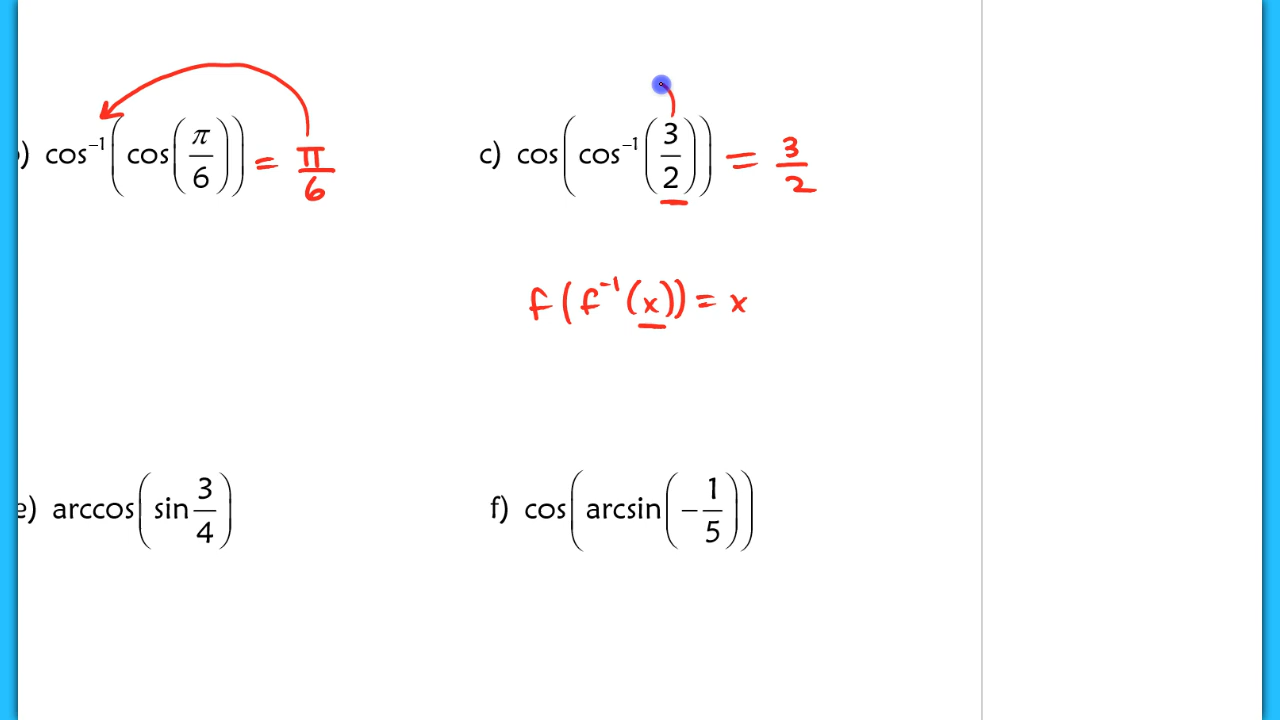 b) cos⁻¹(cos(π/6)) = π/6
c) cos(cos⁻¹(3/2)) = 3/2
f(f⁻¹(x)) = x
e) arccos(sin 3/4)
f) cos(arcsin(-1/5))